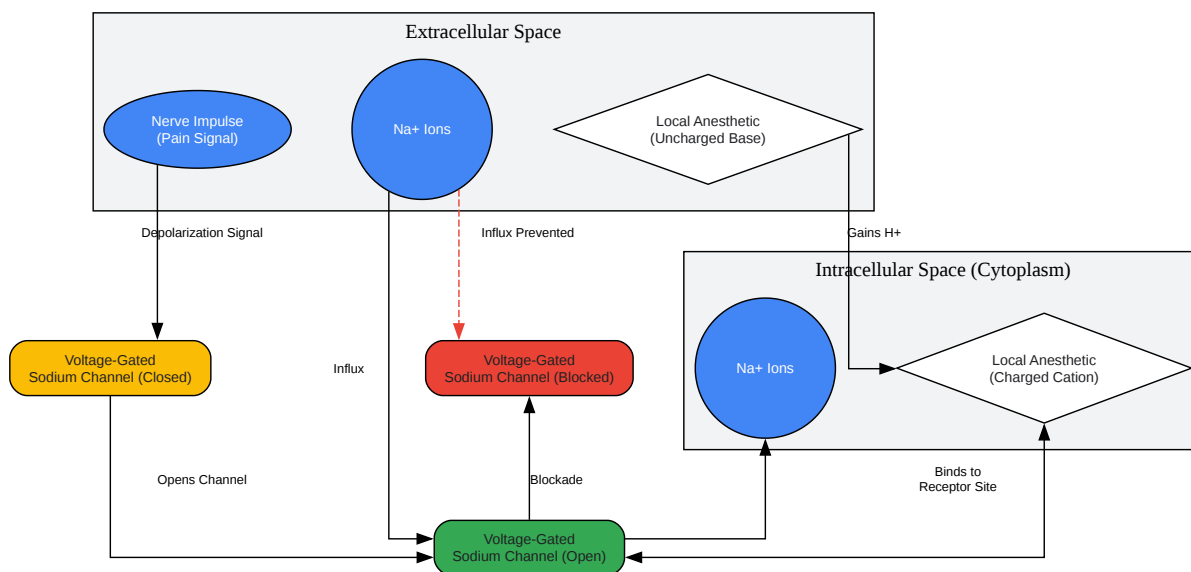 Extracellular Space
Nerve Impulse
(Pain Signal)
Na+ Ions
Local Anesthetic
(Uncharged Base)
Depolarization Signal
Influx Prevented
Gains H+
Intracellular Space (Cytoplasm)
Voltage-Gated
Sodium Channel (Closed)
Influx
Voltage-Gated
Sodium Channel (Blocked)
Na+ Ions
Local Anesthetic
(Charged Cation)
Opens Channel
Blockade
Binds to
Receptor Site
Voltage-Gated
Sodium Channel (Open)